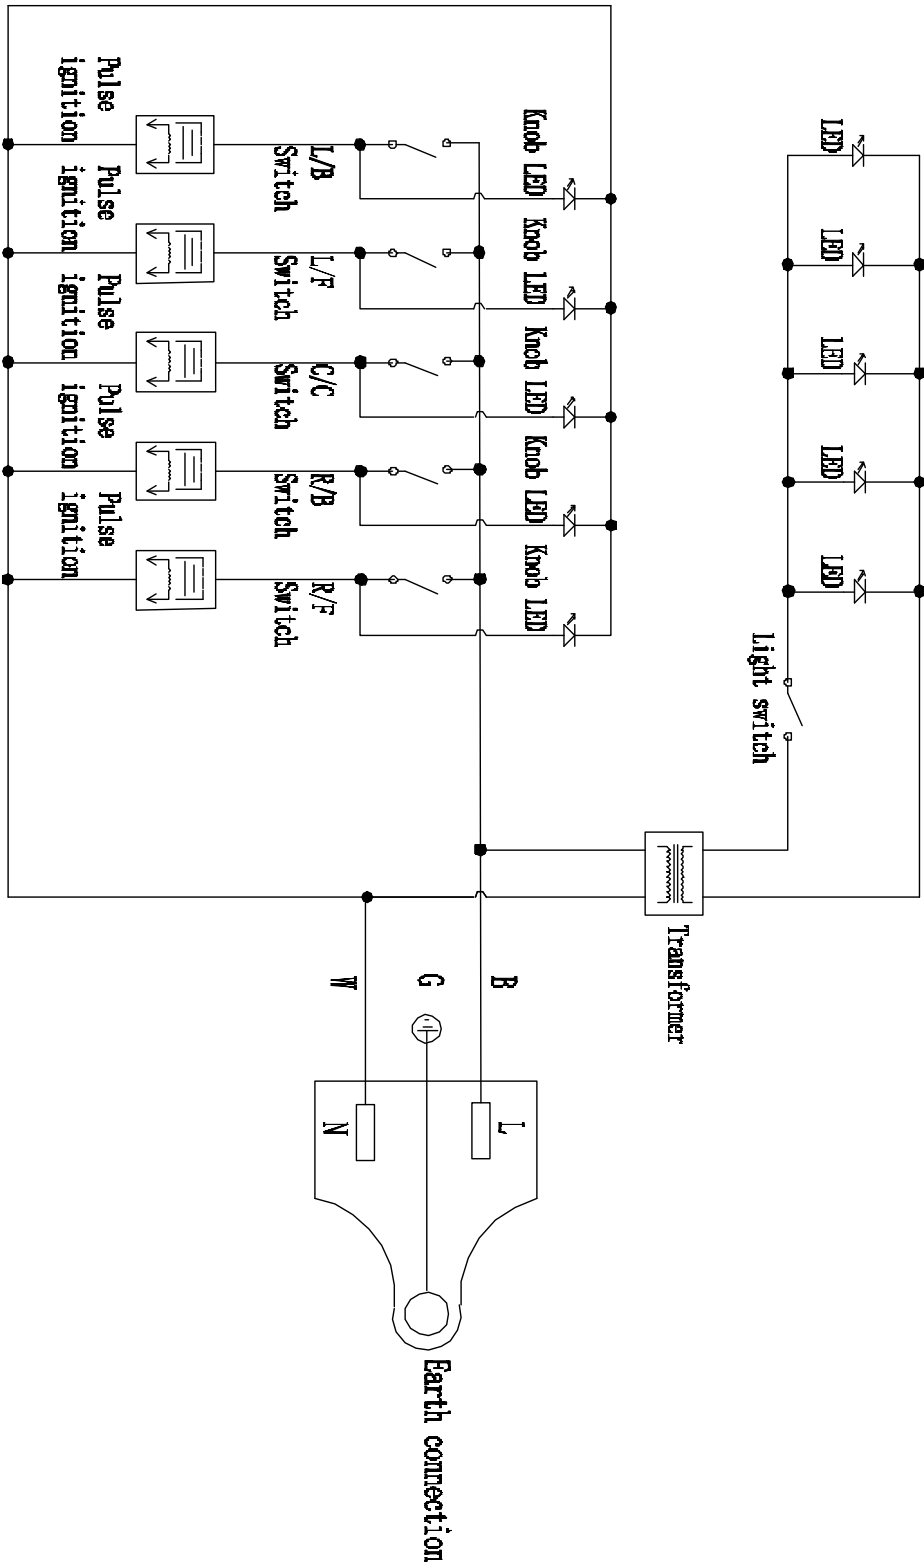 LED
LED
LED
LED
LED
Light switch
Transformer
Knob LED
Knob LED
Knob LED
Knob LED
Knob LED
L/B
Switch
L/F
Switch
C/C
Switch
R/B
Switch
R/F
Switch
Pulse
ignition
Pulse
ignition
Pulse
ignition
Pulse
ignition
Pulse
ignition
B
G
W
L
N
Earth connection